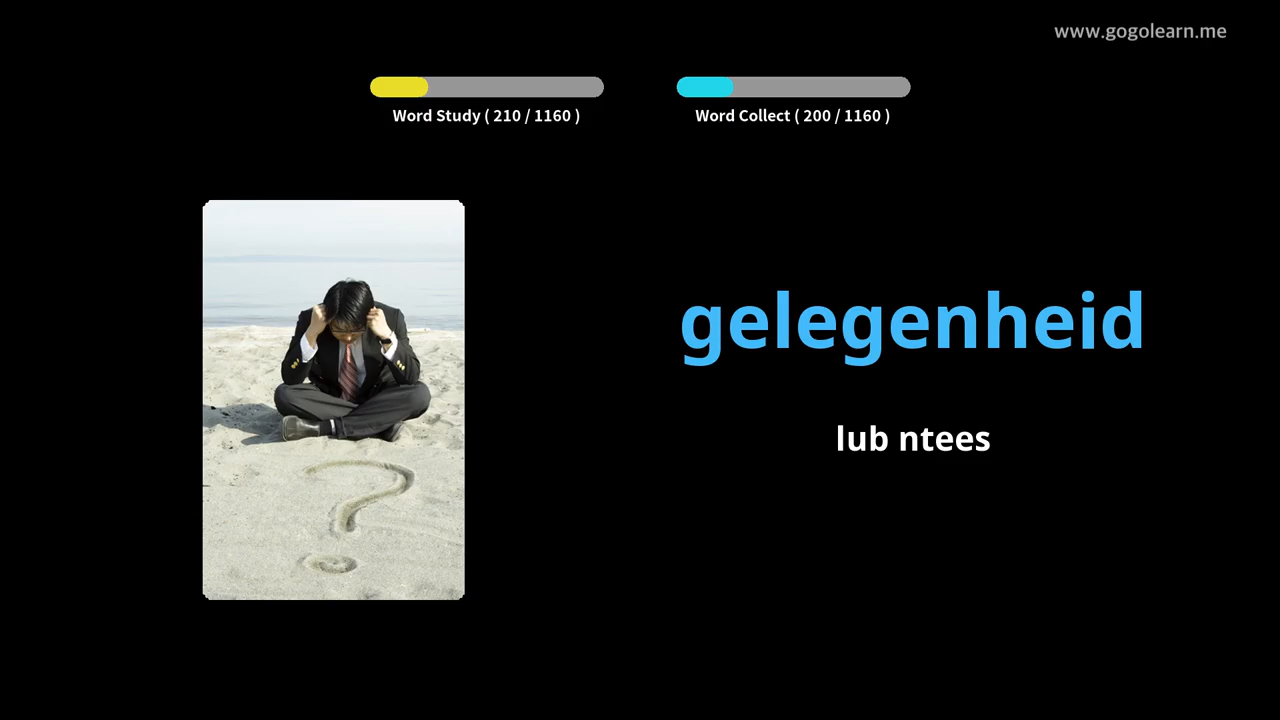 www.gogolearn.me
Word Study ( 210 / 1160 )
Word Collect ( 200 / 1160 )
gelegenheid
lub ntees
?